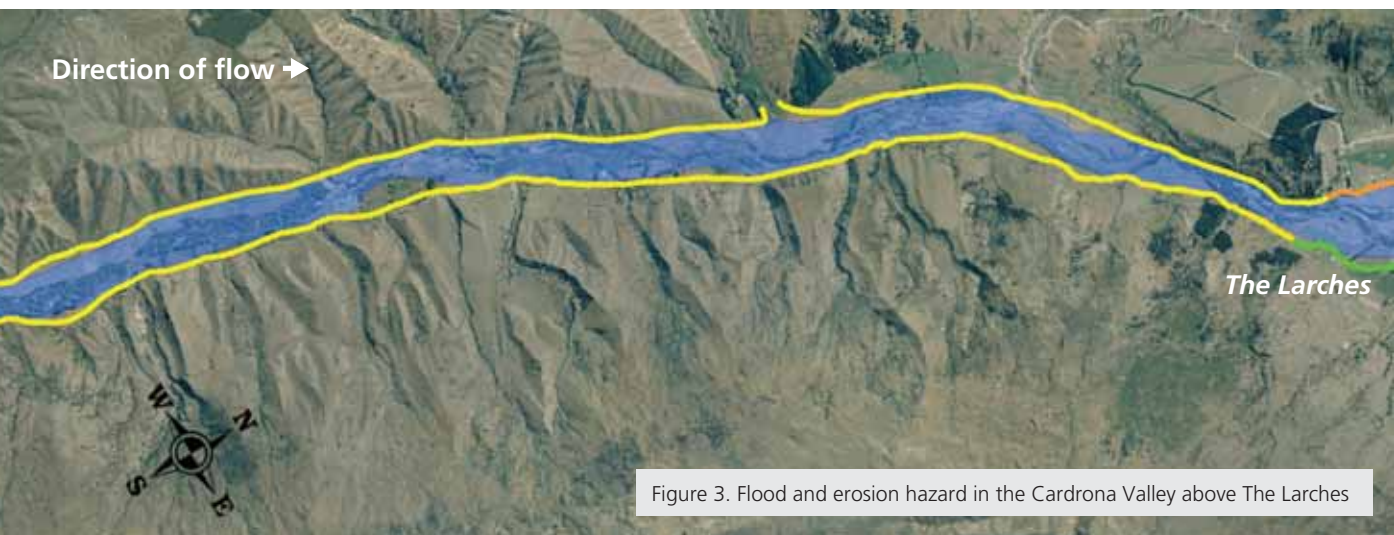 Direction of flow
The Larches
W
N
S
E
Figure 3. Flood and erosion hazard in the Cardrona Valley above The Larches